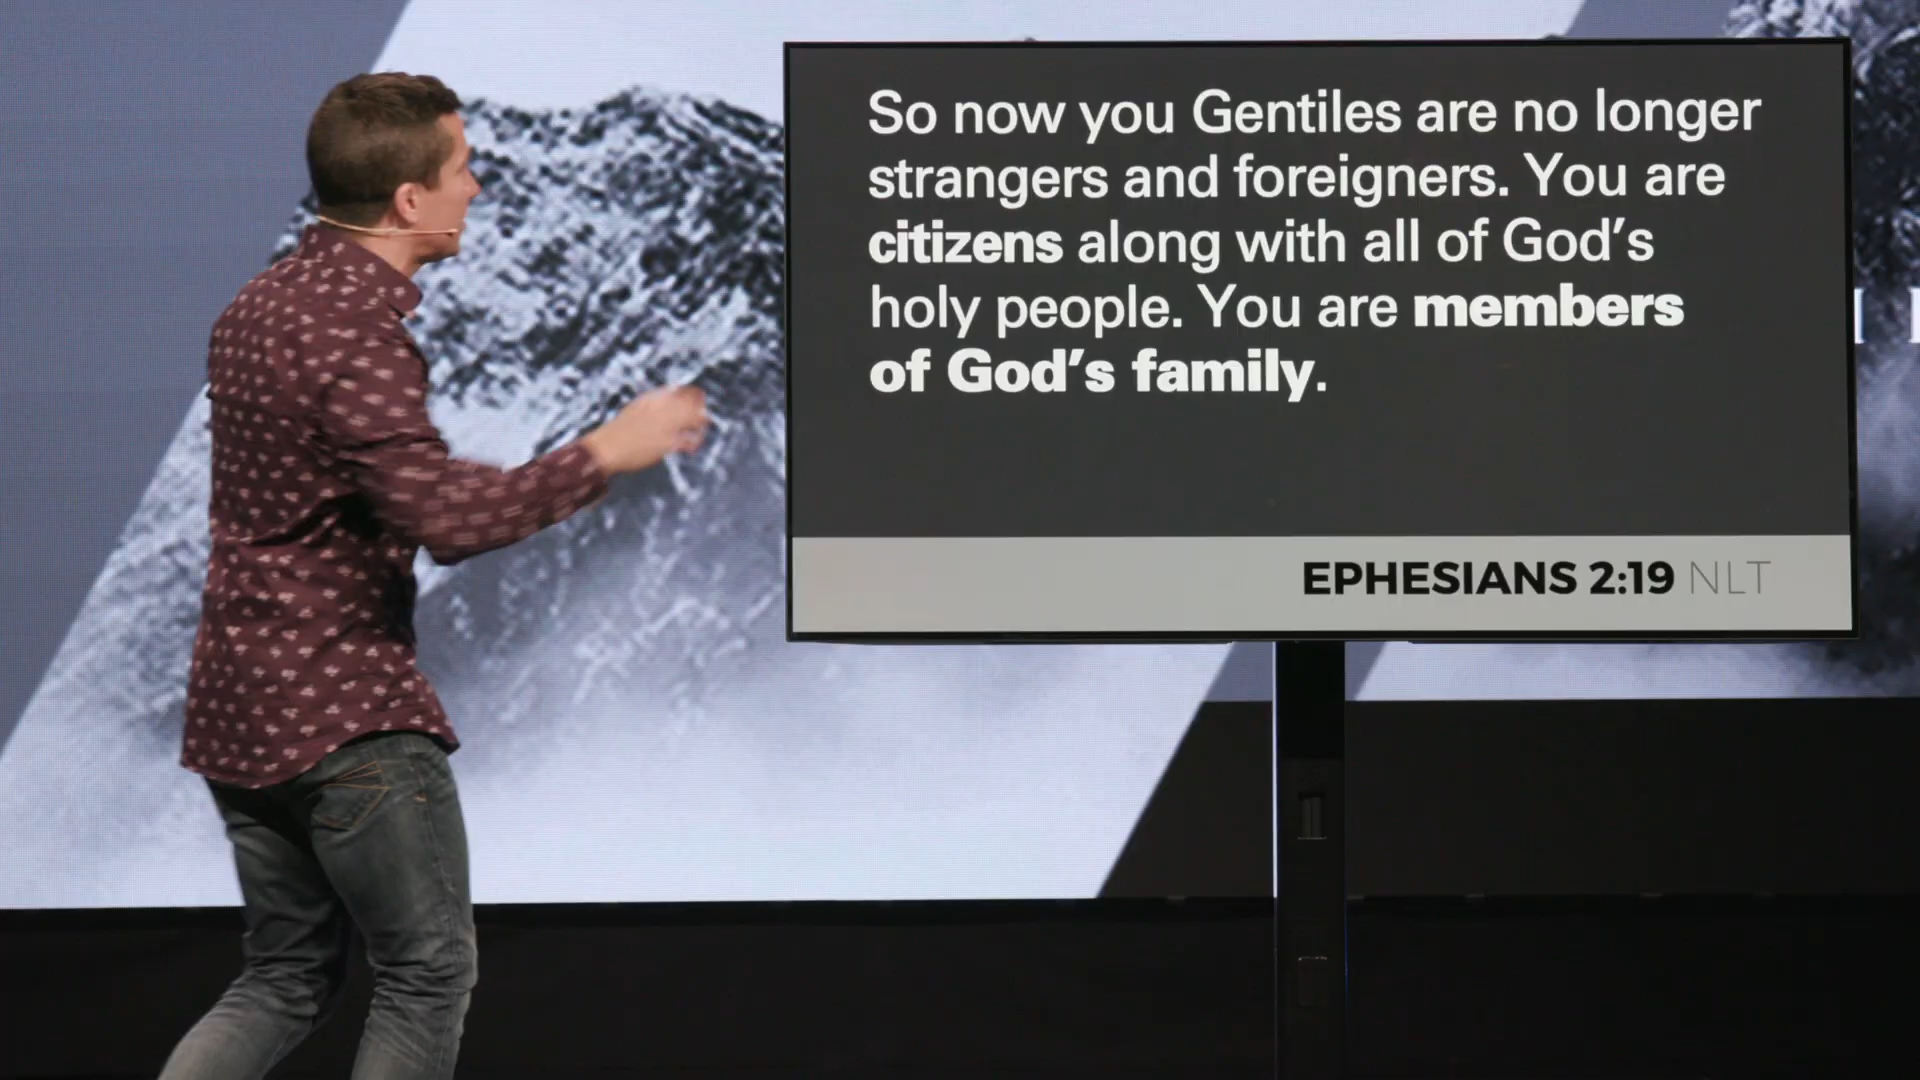 So now you Gentiles are no longer
strangers and foreigners. You are
citizens along with all of God's
holy people. You are members
of God's family.
EPHESIANS 2:19 NLT